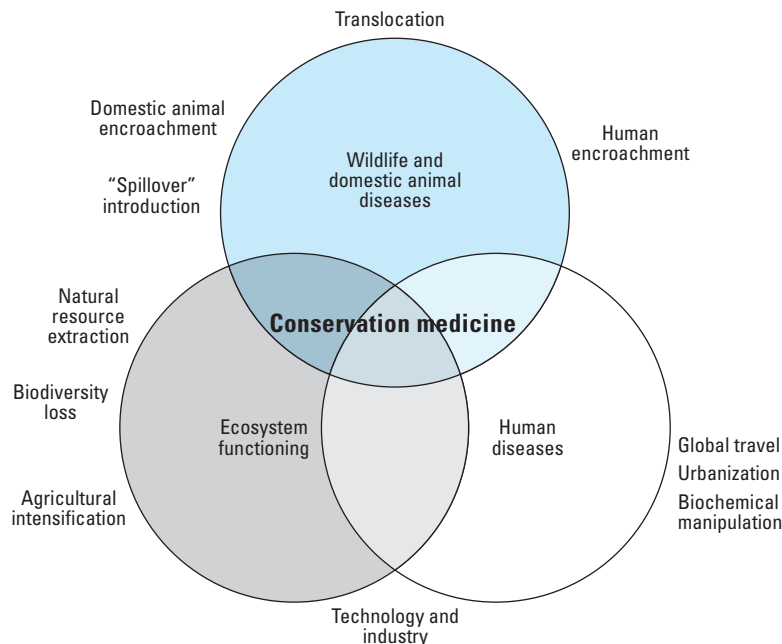 Translocation
Domestic animal
encroachment
Human
encroachment
Wildlife and
domestic animal
diseases
“Spillover”
introduction
Natural
resource
extraction
Conservation medicine
Biodiversity
loss
Ecosystem
functioning
Human
diseases
Global travel
Urbanization
Biochemical
manipulation
Agricultural
intensification
Technology and
industry